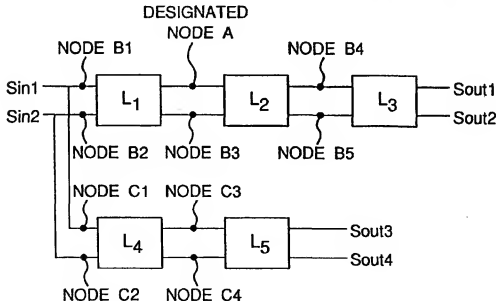 DESIGNATED
NODE A
NODE B1
NODE B4
Sin1
L1
L2
L3
Sout1
Sin2
Sout2
NODE B2
NODE B3
NODE B5
NODE C1
NODE C3
L4
L5
Sout3
Sout4
NODE C2
NODE C4